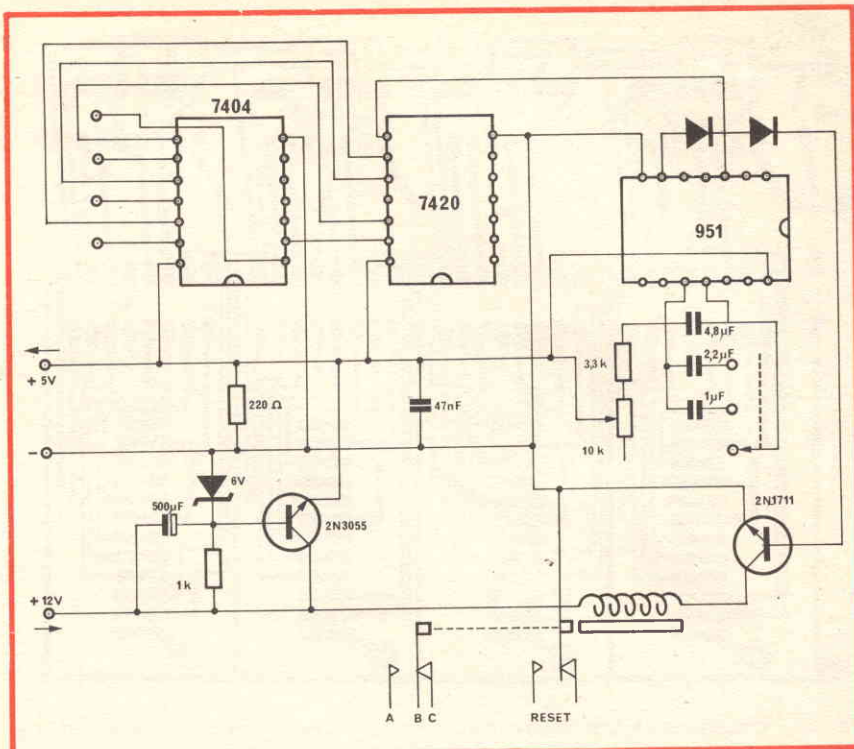 7404
7420
951
4,8µF
2,2µF
1µF
3,3 k
10 k
+ 5V
220 Ω
47nF
–
6V
500µF
2N3055
2N1711
1 k
+ 12V
A B C RESET